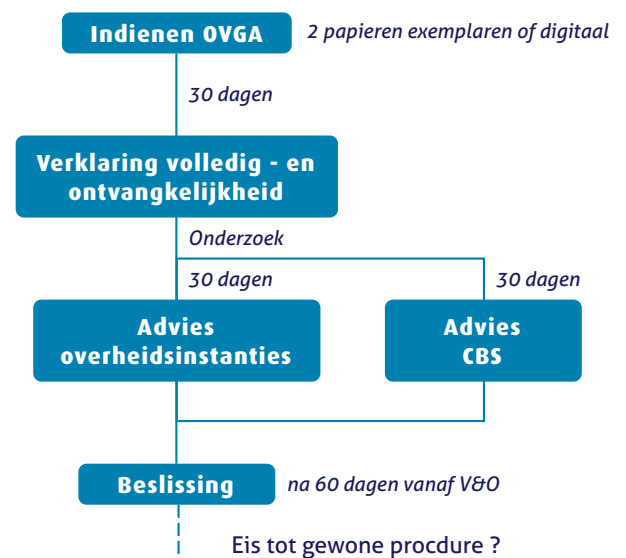 Indienen OVGA
2 papieren exemplaren of digitaal
30 dagen
Verklaring volledig - en
ontvangkelijkheid
Onderzoek
30 dagen
30 dagen
Advies
overheidsinstanties
Advies
CBS
Beslissing
na 60 dagen vanaf V&O
Eis tot gewone procdure ?